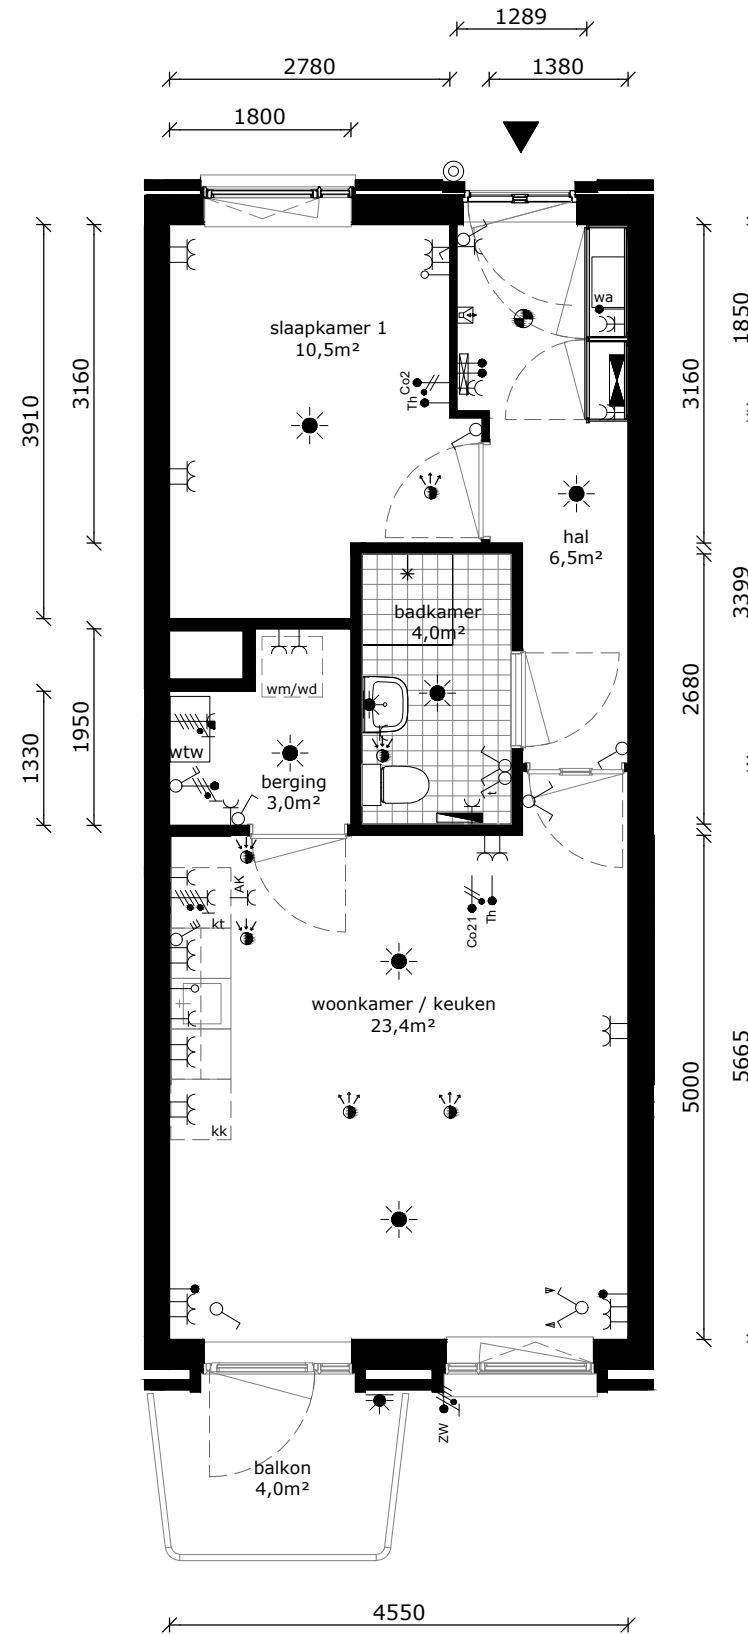 1289
2780
1380
1800
wa
slaapkamer 1
10,5m²
1850
3160
3160
3910
Co2
Th
hal
6,5m²
badkamer
4,0m²
3399
2680
wm/wd
wtw
1950
1330
berging
3,0m²
t
AK
kt
Co21
Th
woonkamer / keuken
23,4m²
5665
5000
kk
ZW
balkon
4,0m²
4550